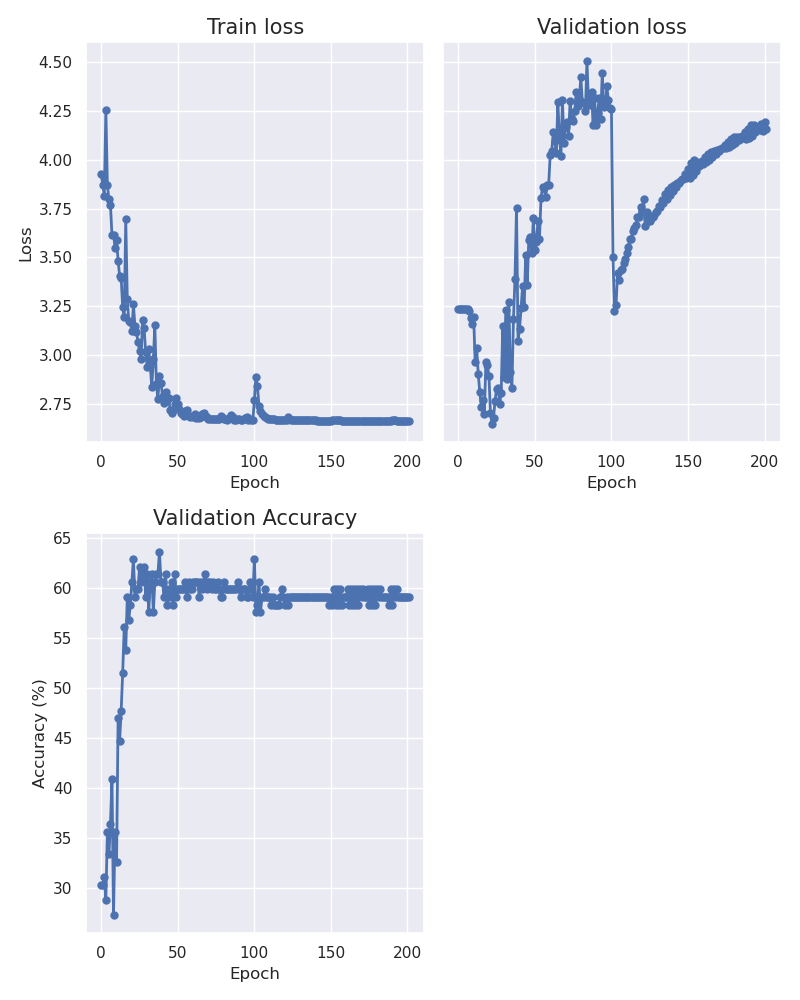 Train loss
Validation loss
4.50
4.25
4.00
3.75
3.50
3.25
3.00
2.75
Loss
0 50 100 150 200
Epoch
0 50 100 150 200
Epoch
Validation Accuracy
65
60
55
50
45
40
35
30
Accuracy (%)
0 50 100 150 200
Epoch